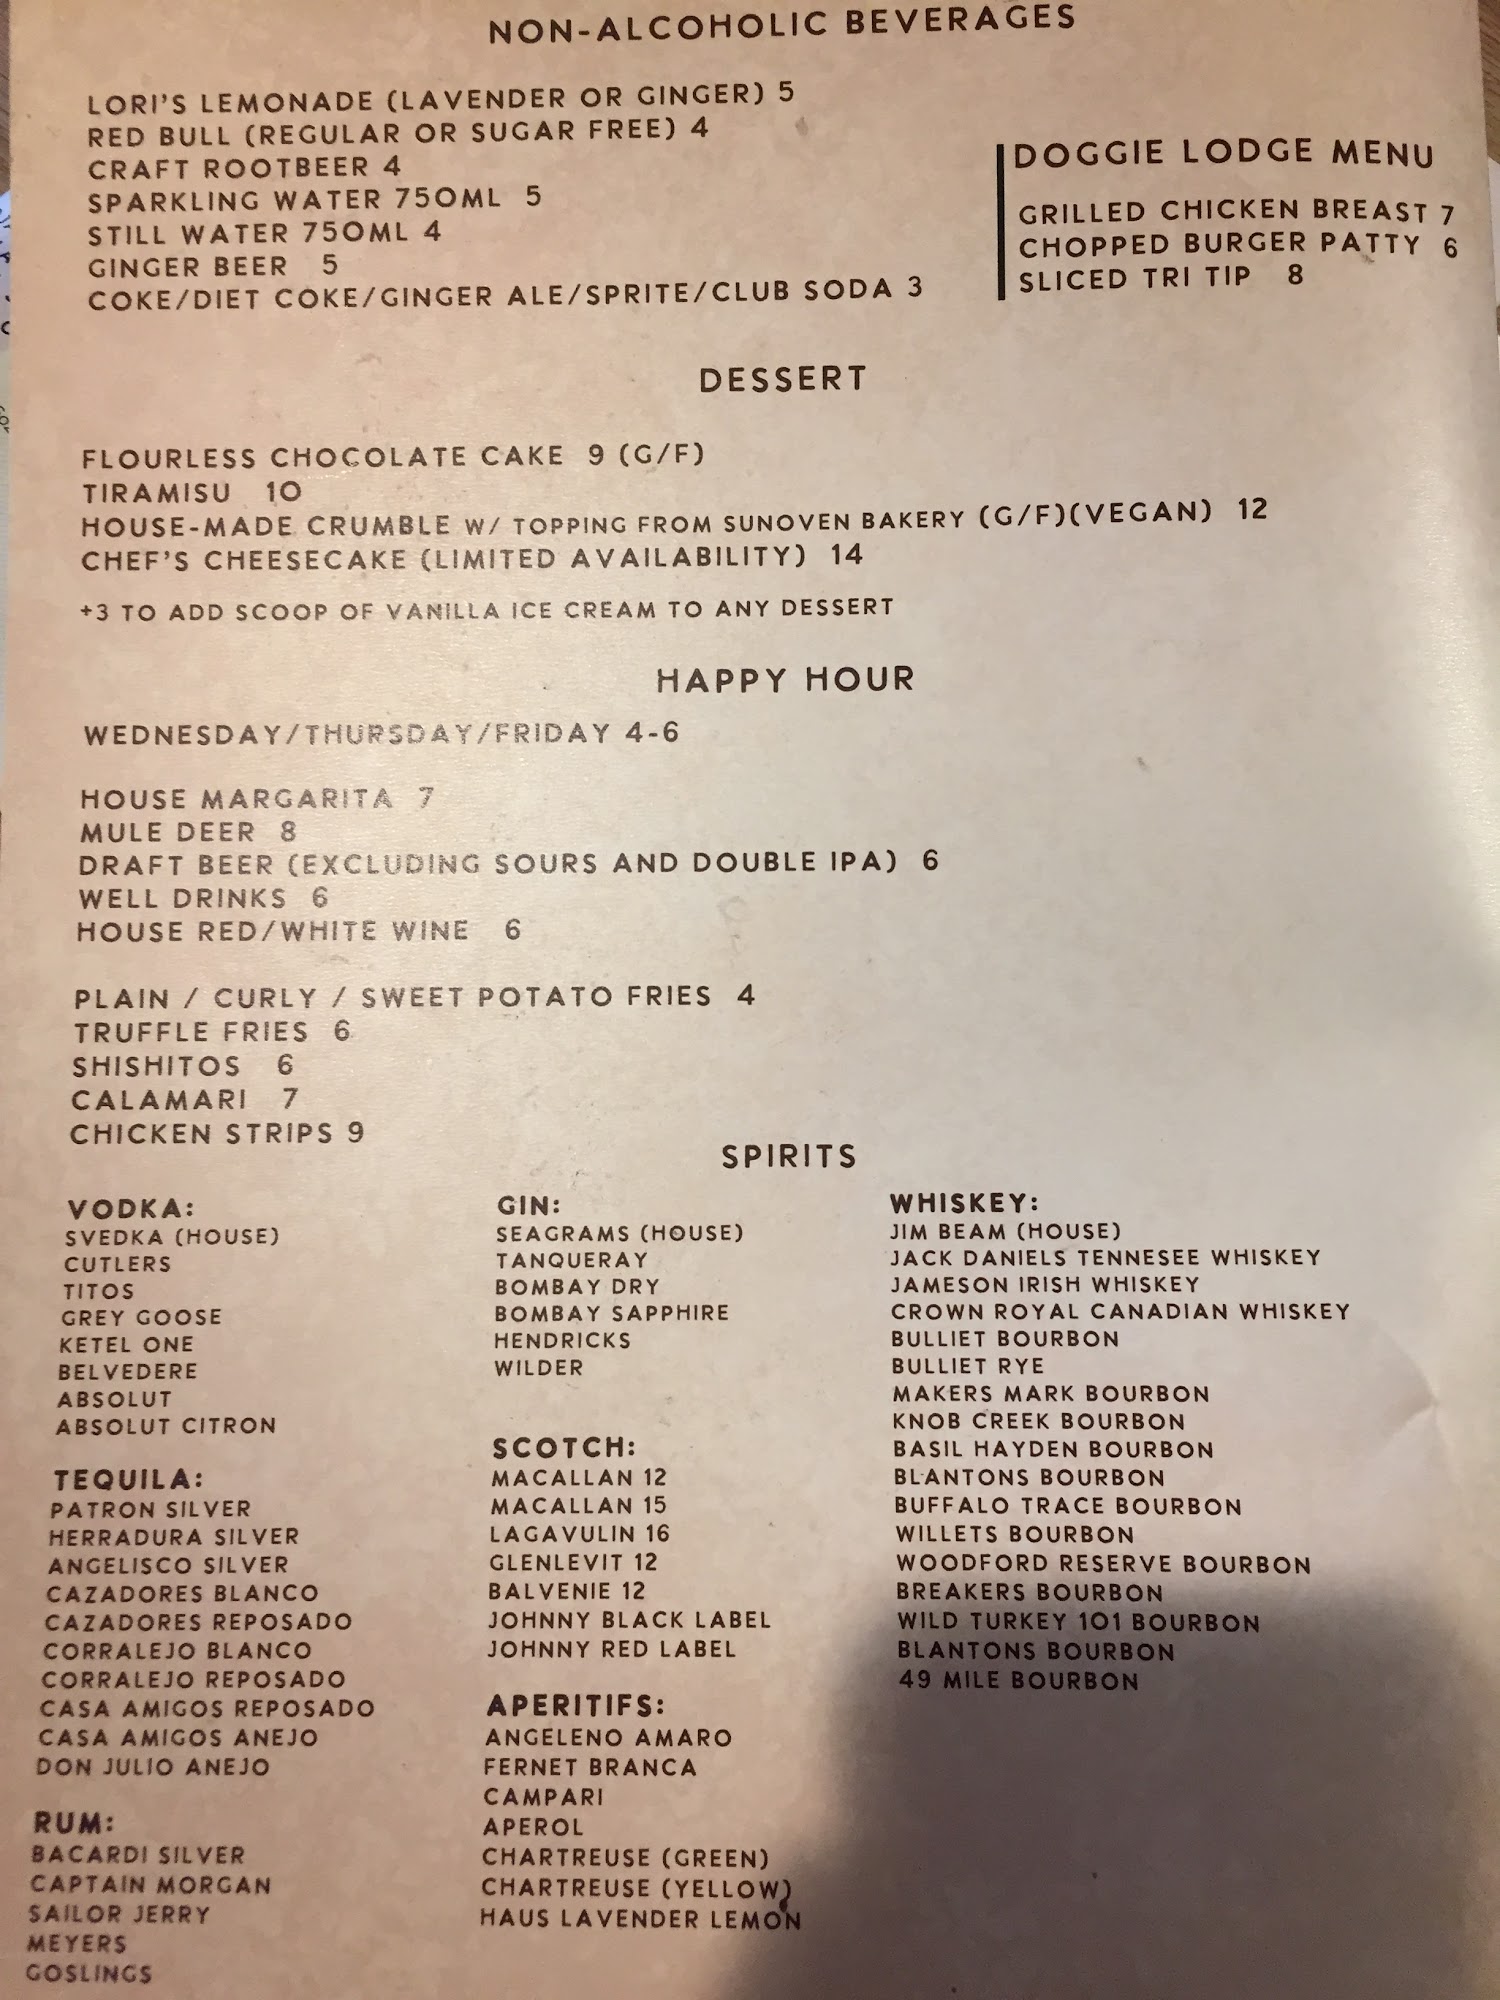 NON-ALCOHOLIC BEVERAGES
LORI'S LEMONADE (LAVENDER OR GINGER) 5
RED BULL (REGULAR OR SUGAR FREE) 4
CRAFT ROOTBEER 4
SPARKLING WATER 750ML 5
STILL WATER 750ML 4
GINGER BEER 5
COKE/DIET COKE/GINGER ALE/SPRITE/CLUB SODA 3
DOGGIE LODGE MENU
GRILLED CHICKEN BREAST 7
CHOPPED BURGER PATTY 6
SLICED TRI TIP 8
DESSERT
FLOURLESS CHOCOLATE CAKE 9 (G/F)
TIRAMISU 10
HOUSE-MADE CRUMBLE W/ TOPPING FROM SUNOVEN BAKERY (G/F)(VEGAN) 12
CHEF'S CHEESECAKE (LIMITED AVAILABILITY) 14
+3 TO ADD SCOOP OF VANILLA ICE CREAM TO ANY DESSERT
HAPPY HOUR
WEDNESDAY/THURSDAY/FRIDAY 4-6
HOUSE MARGARITA 7
MULE DEER 8
DRAFT BEER (EXCLUDING SOURS AND DOUBLE IPA) 6
WELL DRINKS 6
HOUSE RED/WHITE WINE 6
PLAIN / CURLY / SWEET POTATO FRIES 4
TRUFFLE FRIES 6
SHISHITOS 6
CALAMARI 7
CHICKEN STRIPS 9
SPIRITS
VODKA:
SVEDKA (HOUSE)
CUTLERS
TITOS
GREY GOOSE
KETEL ONE
BELVEDERE
ABSOLUT
ABSOLUT CITRON
TEQUILA:
PATRON SILVER
HERRADURA SILVER
ANGELISCO SILVER
CAZADORES BLANCO
CAZADORES REPOSADO
CORRALEJO BLANCO
CORRALEJO REPOSADO
CASA AMIGOS REPOSADO
CASA AMIGOS ANEJO
DON JULIO ANEJO
RUM:
BACARDI SILVER
CAPTAIN MORGAN
SAILOR JERRY
MEYERS
GOSLINGS
GIN:
SEAGRAMS (HOUSE)
TANQUERAY
BOMBAY DRY
BOMBAY SAPPHIRE
HENDRICKS
WILDER
SCOTCH:
MACALLAN 12
MACALLAN 15
LAGAVULIN 16
GLENLEVIT 12
BALVENIE 12
JOHNNY BLACK LABEL
JOHNNY RED LABEL
APERITIFS:
ANGELENO AMARO
FERNET BRANCA
CAMPARI
APEROL
CHARTREUSE (GREEN)
CHARTREUSE (YELLOW)
HAUS LAVENDER LEMON
WHISKEY:
JIM BEAM (HOUSE)
JACK DANIELS TENNESEE WHISKEY
JAMESON IRISH WHISKEY
CROWN ROYAL CANADIAN WHISKEY
BULLIET BOURBON
BULLIET RYE
MAKERS MARK BOURBON
KNOB CREEK BOURBON
BASIL HAYDEN BOURBON
BLANTONS BOURBON
BUFFALO TRACE BOURBON
WILLETS BOURBON
WOODFORD RESERVE BOURBON
BREAKERS BOURBON
WILD TURKEY 101 BOURBON
BLANTONS BOURBON
49 MILE BOURBON